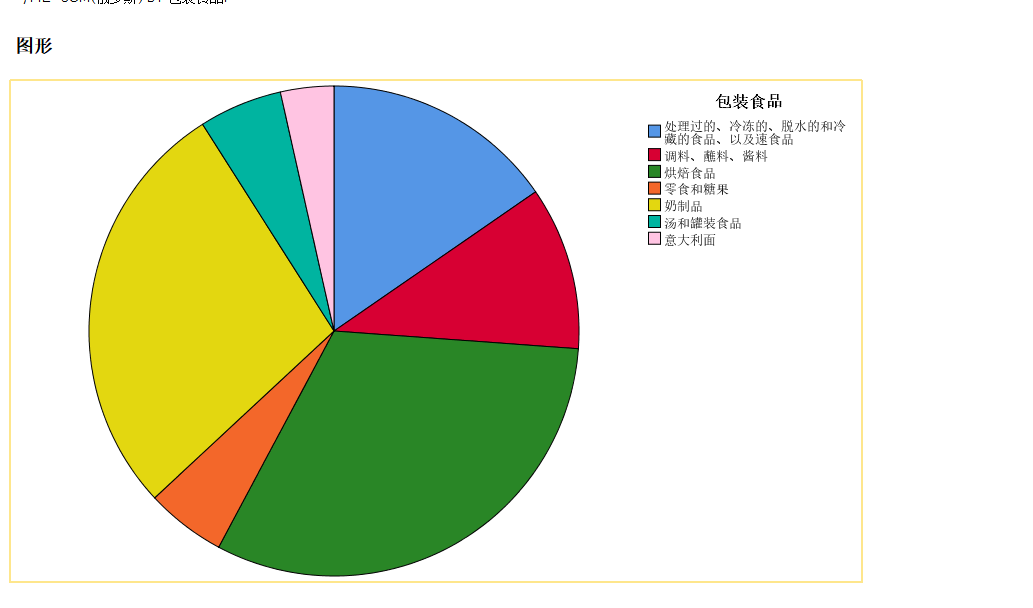 图形
包装食品
处理过的、冷冻的、脱水的和冷
藏的食品、以及速食品
调料、蘸料、酱料
烘焙食品
零食和糖果
奶制品
汤和罐装食品
意大利面